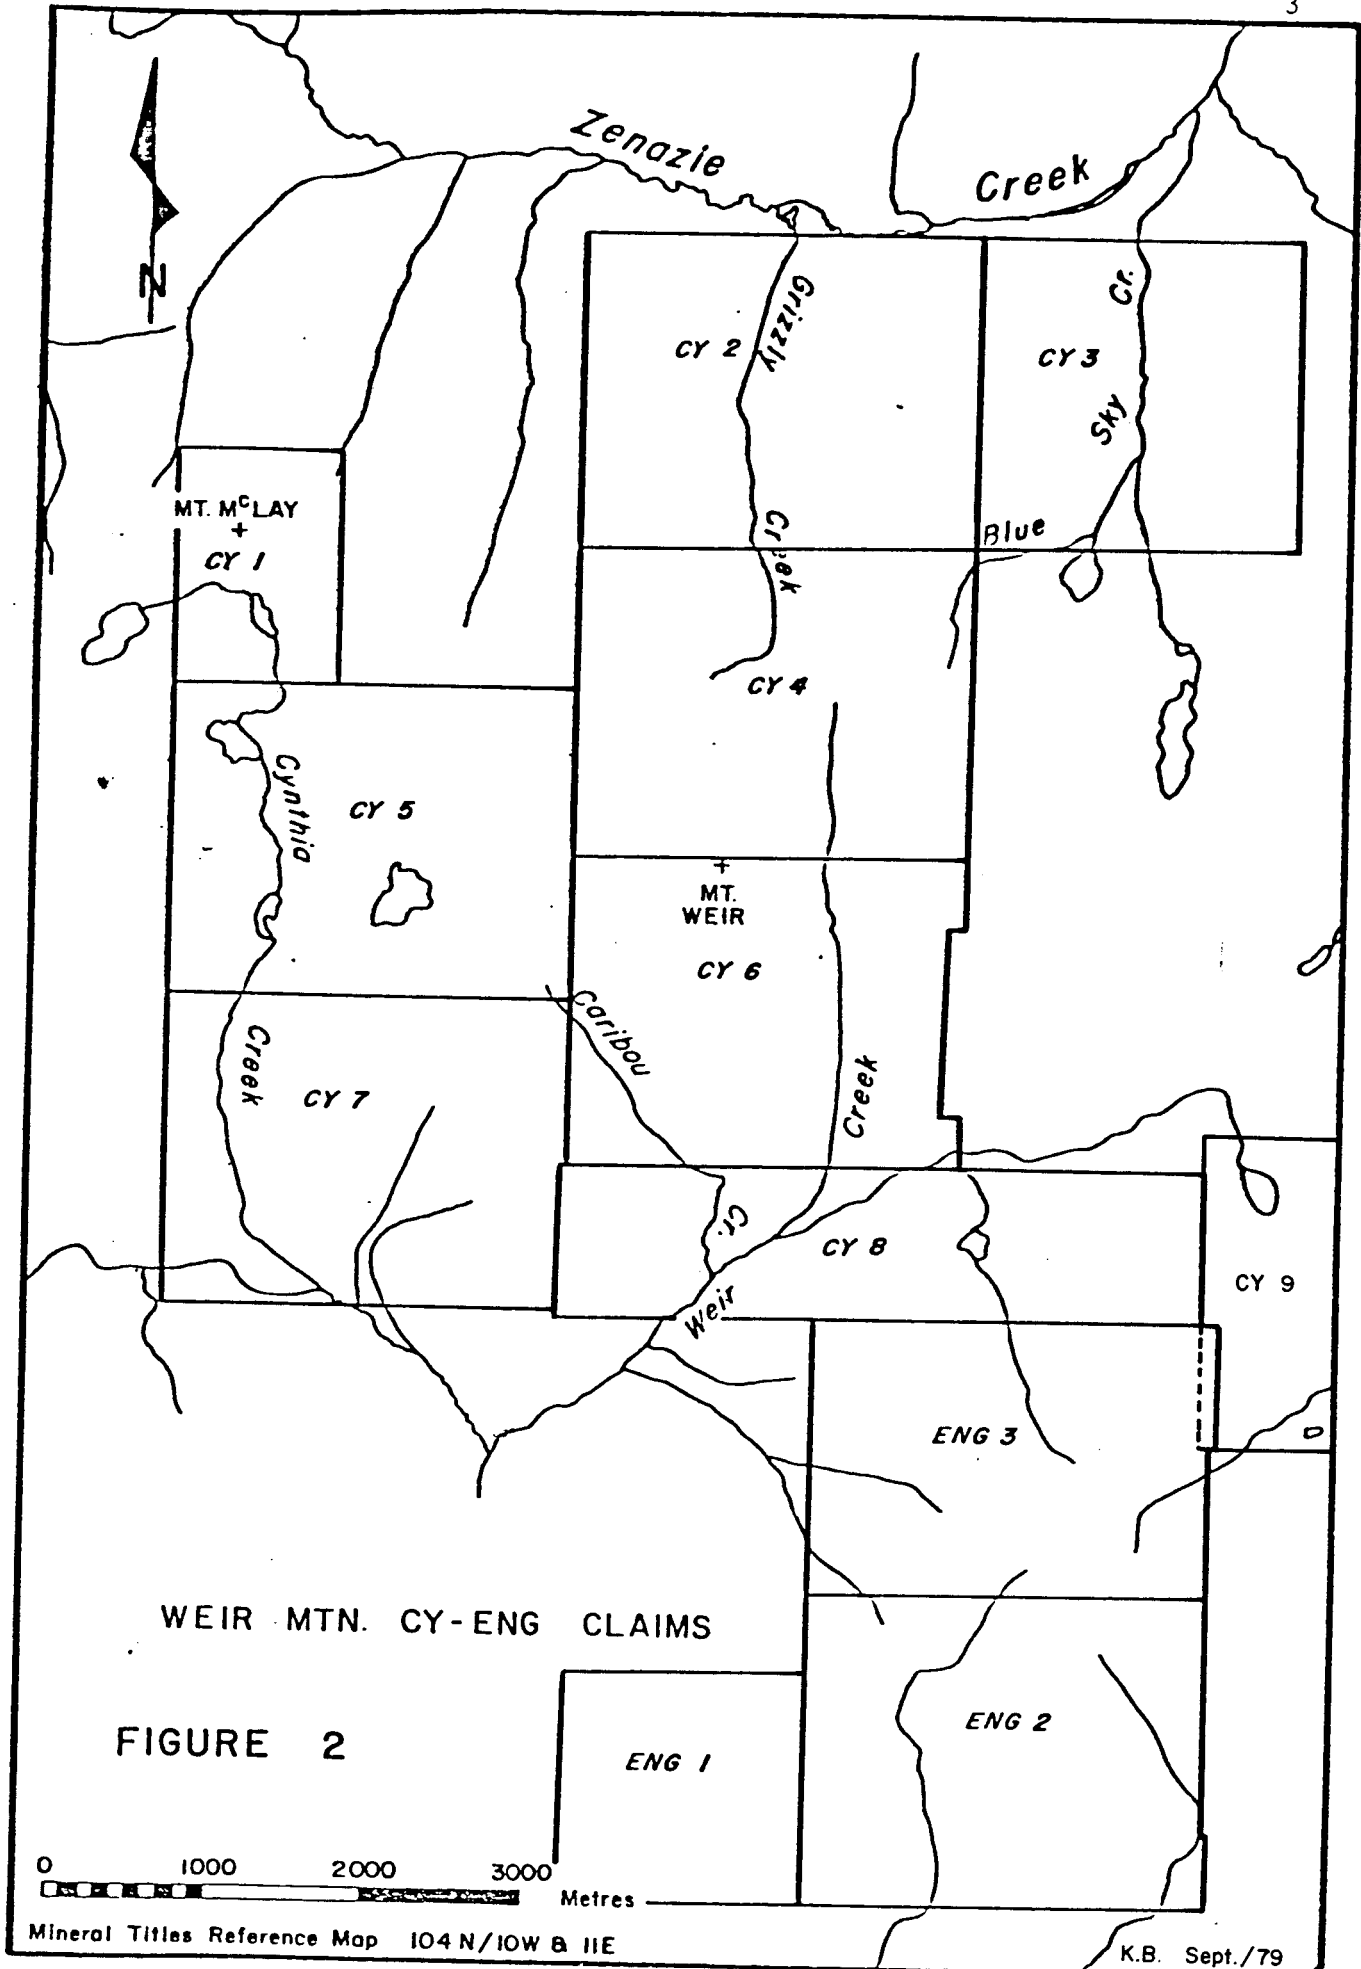 3
Zenazie Creek
N
Grizzly Creek
CY 2
CY 3
Blue Sky Cr.
MT. McLAY
+
CY 1
CY 4
Cynthia Creek
CY 5
+
MT.
WEIR
CY 6
Caribou Cr.
Weir Creek
CY 7
CY 8
CY 9
ENG 3
WEIR MTN. CY-ENG CLAIMS
ENG 2
FIGURE 2
ENG 1
0 1000 2000 3000
Metres
Mineral Titles Reference Map 104 N/10W & 11E
K.B. Sept./79